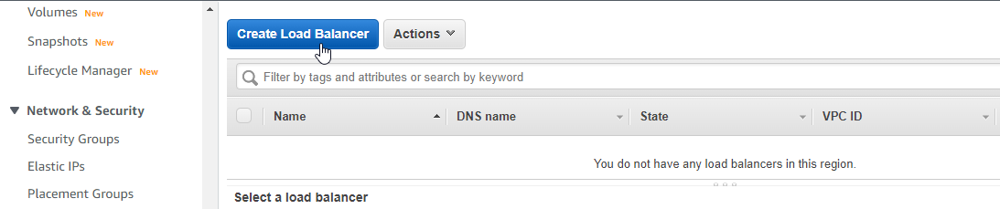 Volumes New
Snapshots New
Lifecycle Manager New
Network & Security
Security Groups
Elastic IPs
Placement Groups
Create Load Balancer Actions
Filter by tags and attributes or search by keyword
Name DNS name State VPC ID
You do not have any load balancers in this region.
Select a load balancer